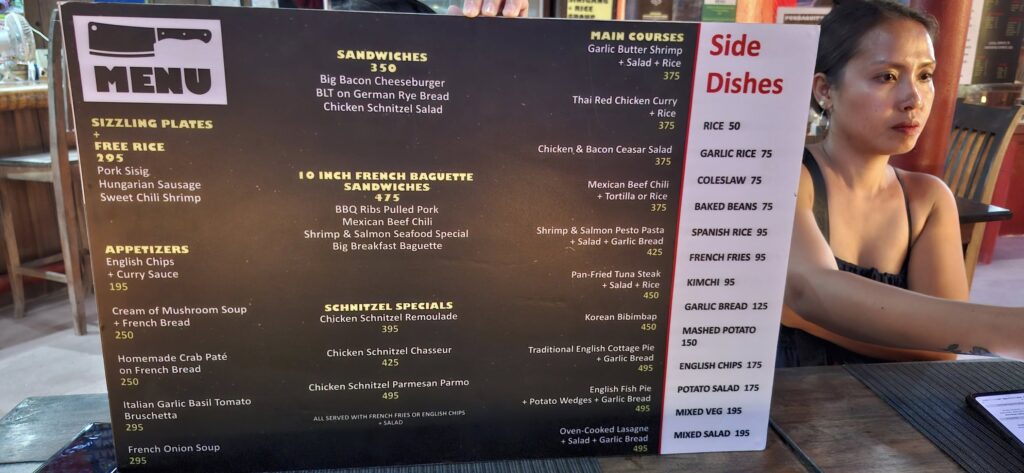 MENU
SIZZLING PLATES
+
FREE RICE
295
Pork Sisig
Hungarian Sausage
Sweet Chili Shrimp
APPETIZERS
English Chips
+ Curry Sauce
195
Cream of Mushroom Soup
+ French Bread
250
Homemade Crab Paté
on French Bread
250
Italian Garlic Basil Tomato
Bruschetta
295
French Onion Soup
295
SANDWICHES
350
Big Bacon Cheeseburger
BLT on German Rye Bread
Chicken Schnitzel Salad
10 INCH FRENCH BAGUETTE
SANDWICHES
475
BBQ Ribs Pulled Pork
Mexican Beef Chili
Shrimp & Salmon Seafood Special
Big Breakfast Baguette
SCHNITZEL SPECIALS
Chicken Schnitzel Remoulade
395
Chicken Schnitzel Chasseur
425
Chicken Schnitzel Parmesan Parmo
495
ALL SERVED WITH FRENCH FRIES OR ENGLISH CHIPS
+ SALAD
MAIN COURSES
Garlic Butter Shrimp
+ Salad + Rice
375
Thai Red Chicken Curry
+ Rice
375
Chicken & Bacon Ceasar Salad
375
Mexican Beef Chili
+ Tortilla or Rice
375
Shrimp & Salmon Pesto Pasta
+ Salad + Garlic Bread
425
Pan-Fried Tuna Steak
+ Salad + Rice
450
Korean Bibimbap
450
Traditional English Cottage Pie
+ Garlic Bread
495
English Fish Pie
+ Potato Wedges + Garlic Bread
495
Oven-Cooked Lasagne
+ Salad + Garlic Bread
495
Side
Dishes
RICE 50
GARLIC RICE 75
COLESLAW 75
BAKED BEANS 75
SPANISH RICE 95
FRENCH FRIES 95
KIMCHI 95
GARLIC BREAD 125
MASHED POTATO
150
ENGLISH CHIPS 175
POTATO SALAD 175
MIXED VEG 195
MIXED SALAD 195